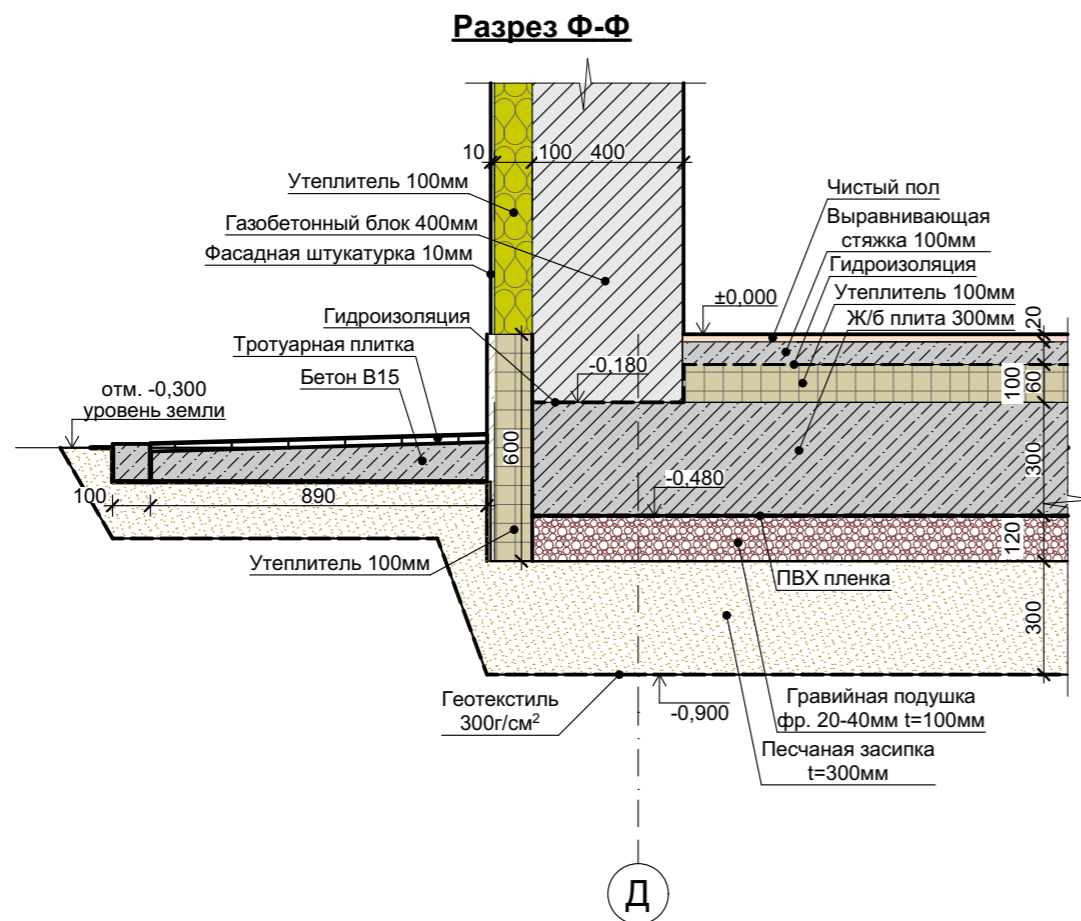 Разрез Ф-Ф
10
100
400
Утеплитель 100мм
Газобетонный блок 400мм
Фасадная штукатурка 10мм
Гидроизоляция
Тротуарная плитка
Бетон В15
отм. -0,300
уровень земли
Чистый пол
Выравнивающая
стяжка 100мм
Гидроизоляция
Утеплитель 100мм
Ж/б плита 300мм
±0,000
-0,180
-0,480
20
60
100
300
120
300
600
100
890
Утеплитель 100мм
ПВХ пленка
Геотекстиль
300г/см²
-0,900
Гравийная подушка
фр. 20-40мм t=100мм
Песчаная засипка
t=300мм
Д